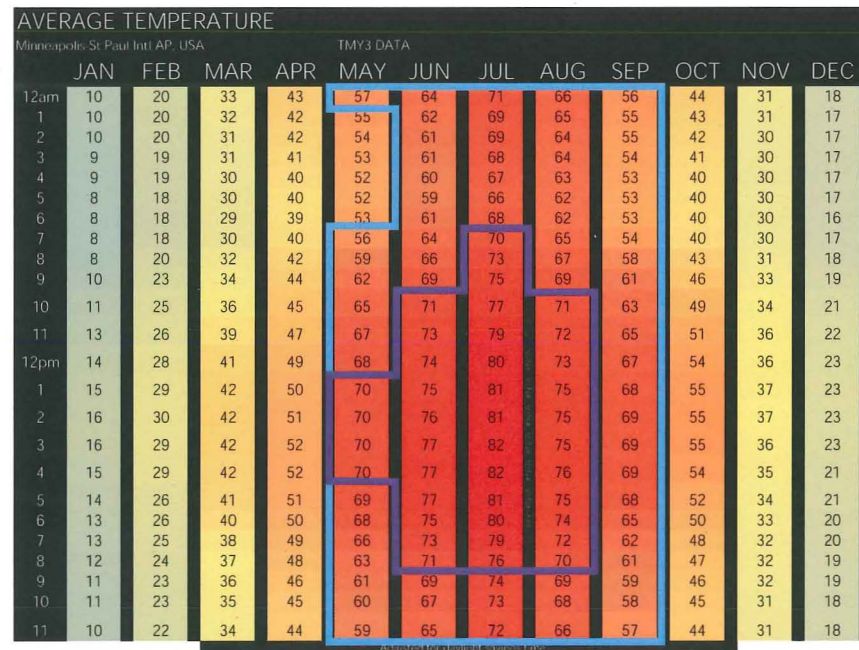 AVERAGE TEMPERATURE
Minneapolis-St Paul Intl AP, USA TMY3 DATA
JAN FEB MAR APR MAY JUN JUL AUG SEP OCT NOV DEC
12am 10 20 33 43 57 64 71 66 56 44 31 18
1 10 20 32 42 55 62 69 65 55 43 31 17
2 10 20 31 42 54 61 69 64 55 42 30 17
3 9 19 31 41 53 61 68 64 54 41 30 17
4 9 19 30 40 52 60 67 63 53 40 30 17
5 8 18 30 40 52 59 66 62 53 40 30 17
6 8 18 29 39 53 61 68 62 53 40 30 16
7 8 18 30 40 56 64 70 65 54 40 30 17
8 8 20 32 42 59 66 73 67 58 43 31 18
9 10 23 34 44 62 69 75 69 61 46 33 19
10 11 25 36 45 65 71 77 71 63 49 34 21
11 13 26 39 47 67 73 79 72 65 51 36 22
12pm 14 28 41 49 68 74 80 73 67 54 36 23
1 15 29 42 50 70 75 81 75 68 55 37 23
2 16 30 42 51 70 76 81 75 69 55 37 23
3 16 29 42 52 70 77 82 75 69 55 36 23
4 15 29 42 52 70 77 82 76 69 54 35 21
5 14 26 41 51 69 77 81 75 68 52 34 21
6 13 26 40 50 68 75 80 74 65 50 33 20
7 13 25 38 49 66 73 79 72 62 48 32 20
8 12 24 37 48 63 71 76 70 61 47 32 19
9 11 23 36 46 61 69 74 69 59 46 32 19
10 11 23 35 45 60 67 73 68 58 45 31 18
11 10 22 34 44 59 65 72 66 57 44 31 18
Adjusted for daylight savings time